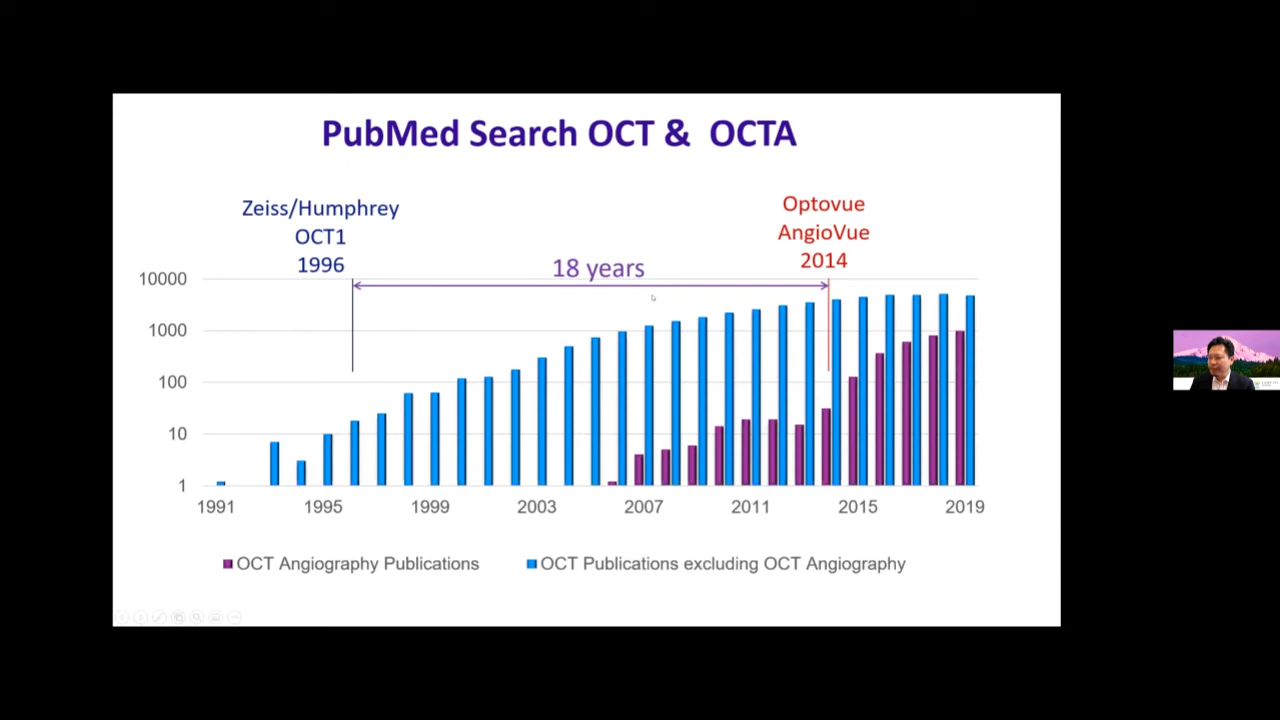 PubMed Search OCT & OCTA
Zeiss/Humphrey
OCT1
1996
Optovue
AngioVue
2014
18 years
10000
1000
100
10
1
1991 1995 1999 2003 2007 2011 2015 2019
OCT Angiography Publications OCT Publications excluding OCT Angiography